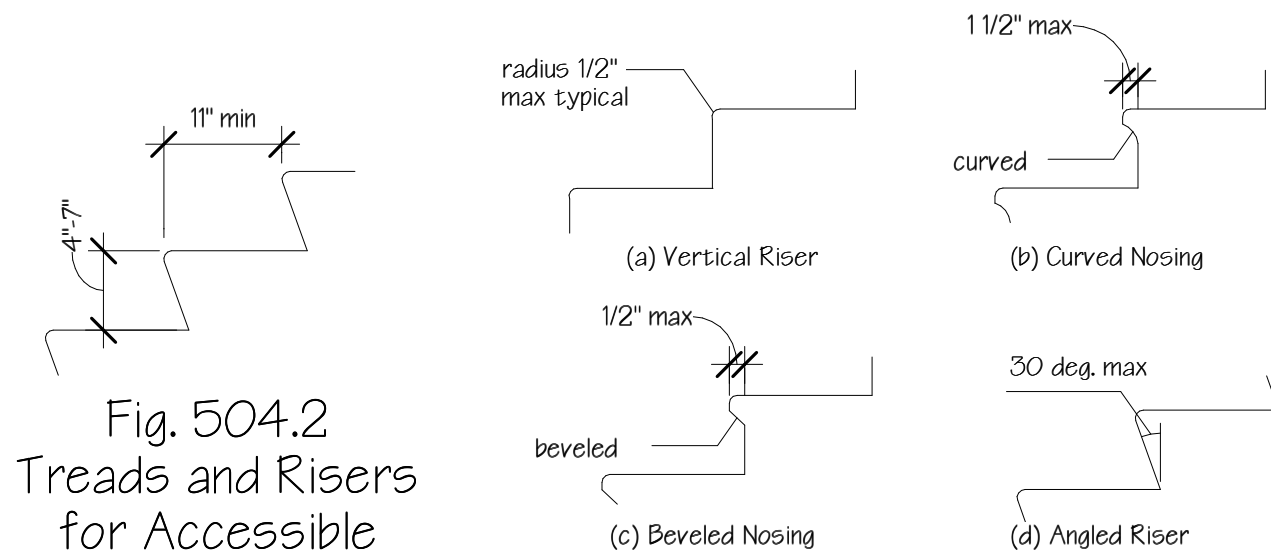 11" min
4"-7"
Fig. 504.2
Treads and Risers
for Accessible
radius 1/2"
max typical
(a) Vertical Riser
1 1/2" max
curved
(b) Curved Nosing
1/2" max
beveled
(c) Beveled Nosing
30 deg. max
(d) Angled Riser